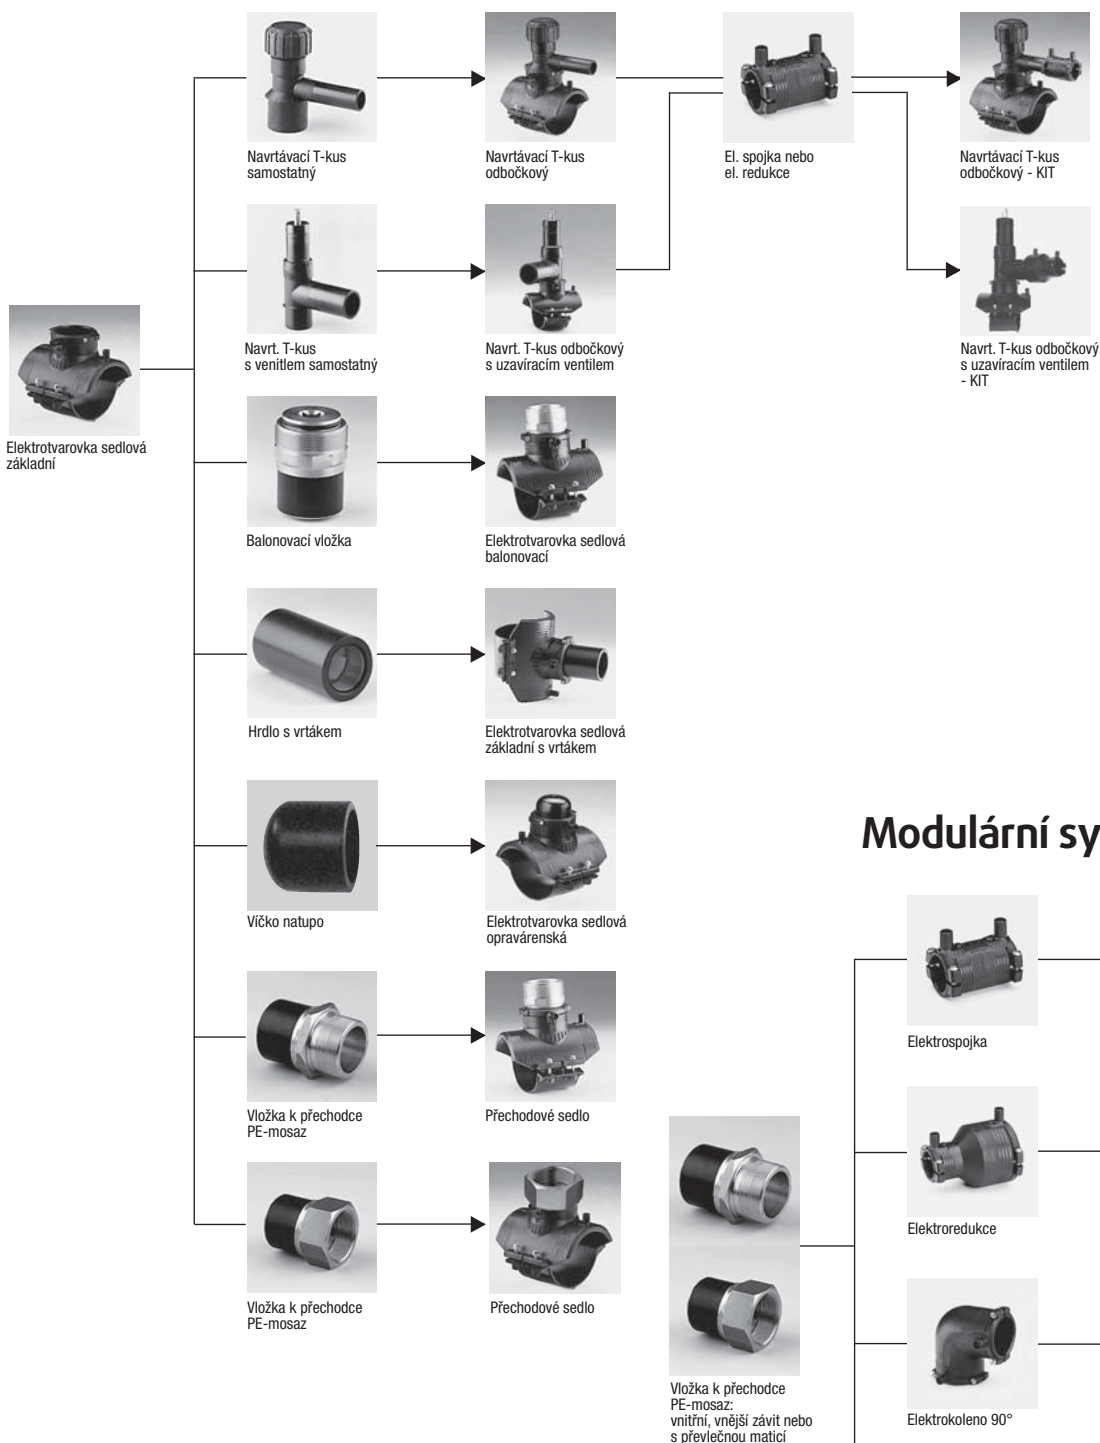 Navrtávací T-kus
samostatný
Navrtávací T-kus
odbočkový
El. spojka nebo
el. redukce
Navrtávací T-kus
odbočkový - KIT
Navrt. T-kus
s venitlem samostatný
Navrt. T-kus odbočkový
s uzavíracím ventilem
Navrt. T-kus odbočkový
s uzavíracím ventilem
- KIT
Elektrotvarovka sedlová
základní
Balonovací vložka
Elektrotvarovka sedlová
balonovací
Hrdlo s vrtákem
Elektrotvarovka sedlová
základní s vrtákem
Víčko natupo
Elektrotvarovka sedlová
opravárenská
Vložka k přechodce
PE-mosaz
Přechodové sedlo
Vložka k přechodce
PE-mosaz
Přechodové sedlo
Modulární sy
Elektrospojka
Elektroredukce
Vložka k přechodce
PE-mosaz:
vnitřní, vnější závit nebo
s převlečnou maticí
Elektrokoleno 90°